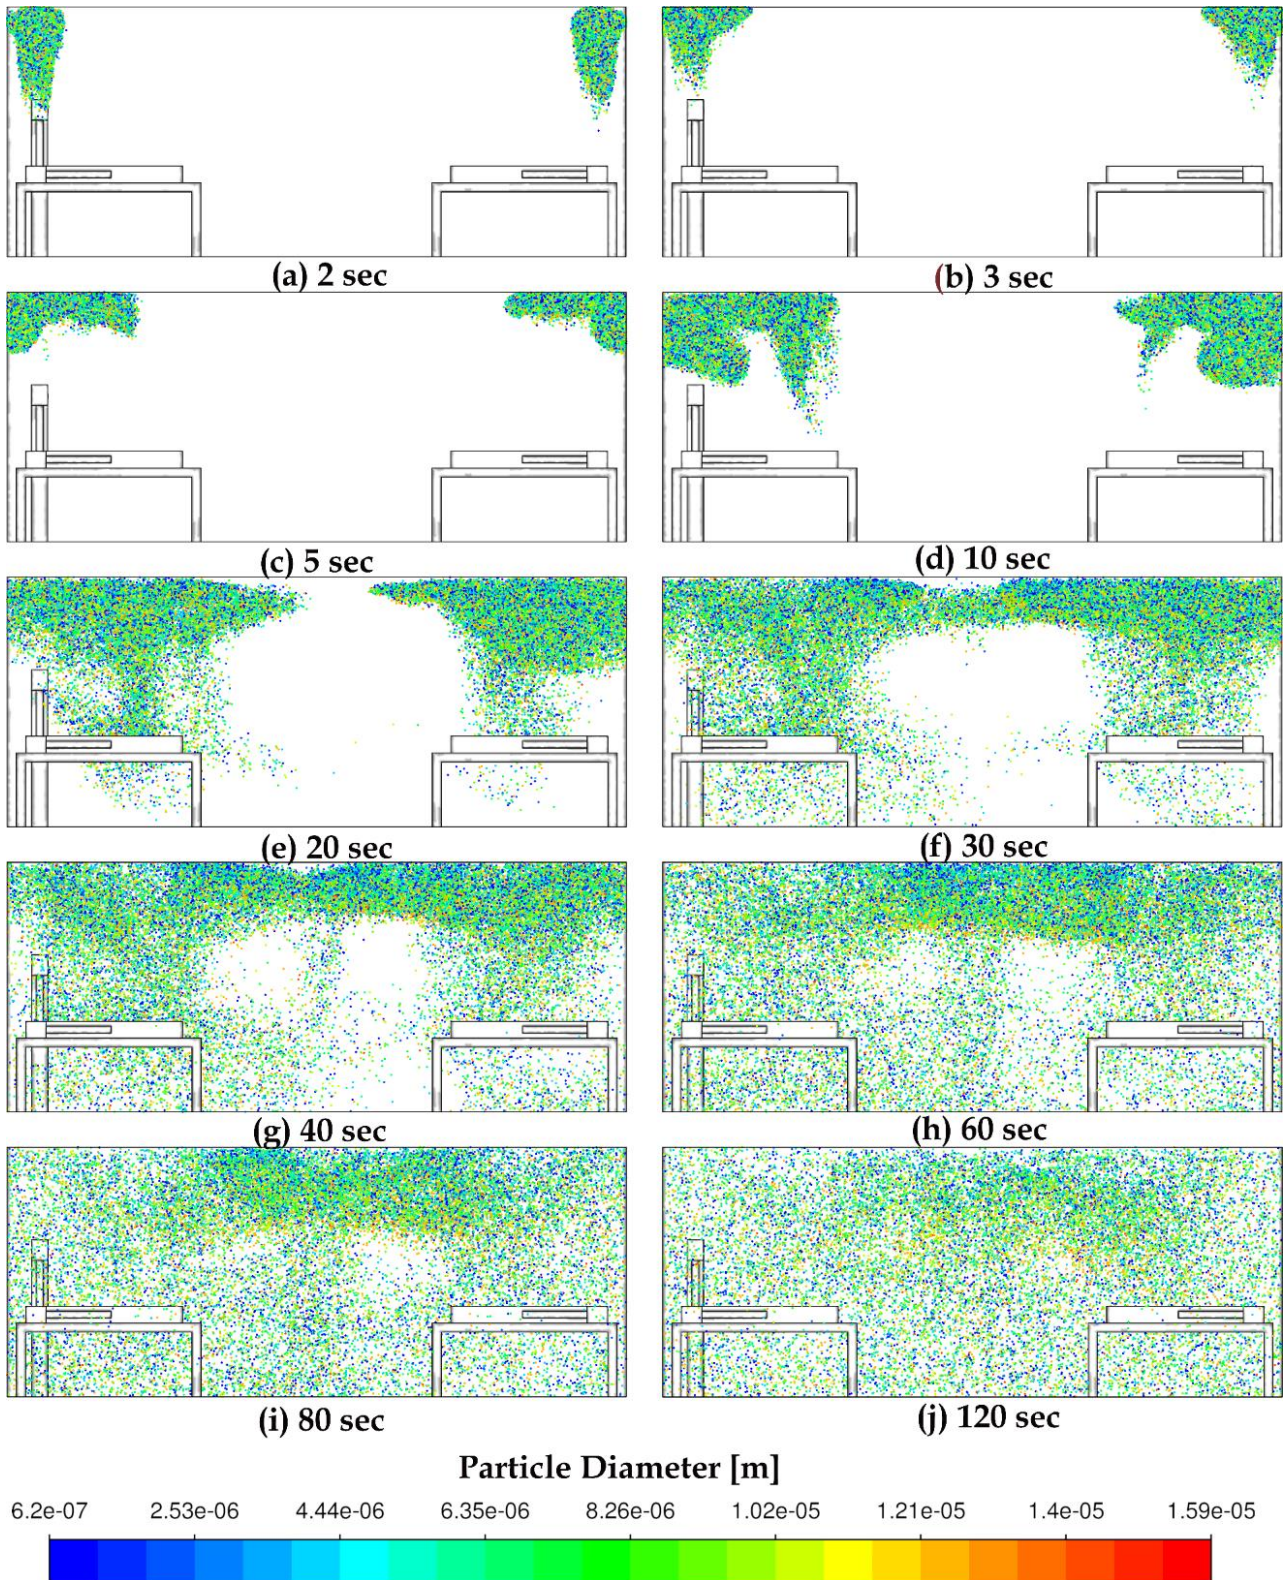 (a) 2 sec
(b) 3 sec
(c) 5 sec
(d) 10 sec
(e) 20 sec
(f) 30 sec
(g) 40 sec
(h) 60 sec
(i) 80 sec
(j) 120 sec
Particle Diameter [m]
6.2e-07 2.53e-06 4.44e-06 6.35e-06 8.26e-06 1.02e-05 1.21e-05 1.4e-05 1.59e-05